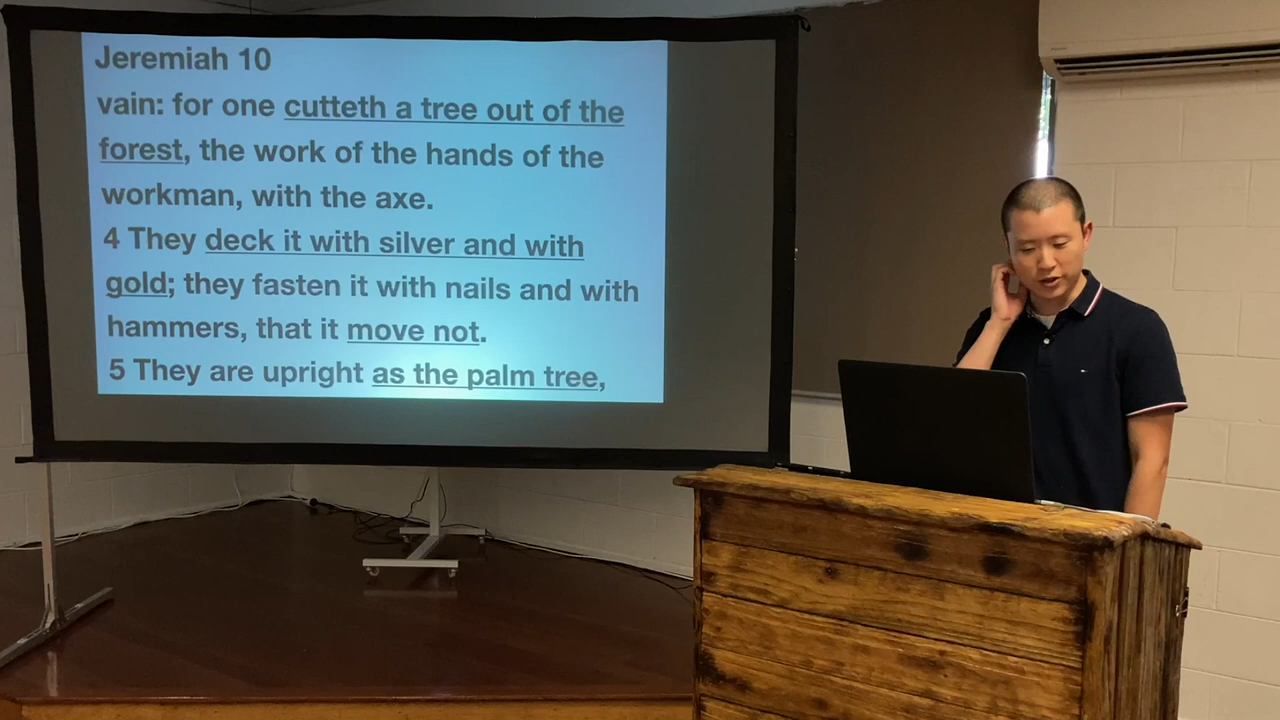 Jeremiah 10
vain: for one cutteth a tree out of the
forest, the work of the hands of the
workman, with the axe.
4 They deck it with silver and with
gold; they fasten it with nails and with
hammers, that it move not.
5 They are upright as the palm tree,